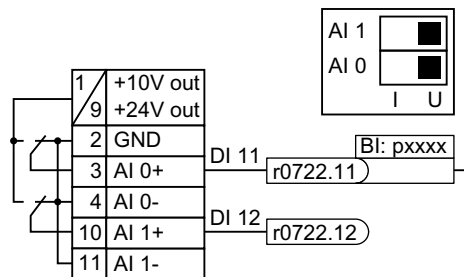 AI 1
AI 0
I U
1 +10V out
9 +24V out
2 GND
3 AI 0+
4 AI 0-
10 AI 1+
11 AI 1-
DI 11
r0722.11
BI: pxxxx
DI 12
r0722.12